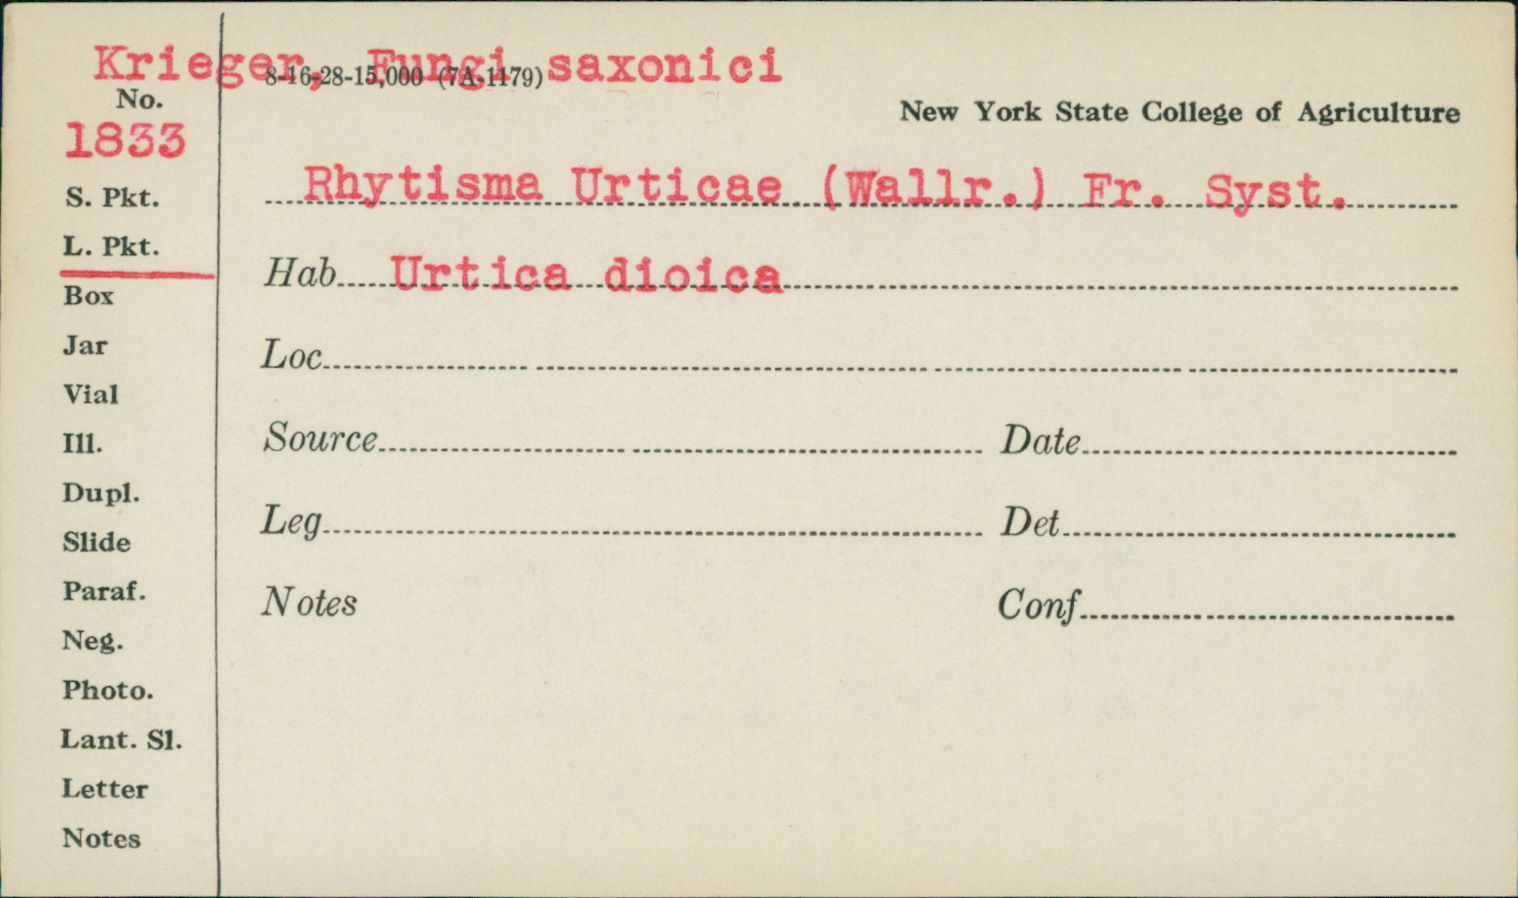 Krieger, Fungi saxonici
8-16-28-15,000 (7A-1179)
No.
1833
New York State College of Agriculture
Rhytisma Urticae (Wallr.) Fr. Syst.
S. Pkt.
L. Pkt.
Hab Urtica dioica
Box
Jar
Loc
Vial
Ill.
Source Date
Dupl.
Slide
Leg Det
Paraf.
Notes Conf
Neg.
Photo.
Lant. Sl.
Letter
Notes